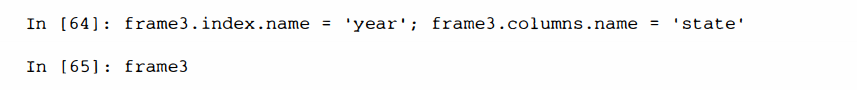 In [64]: frame3.index.name = 'year'; frame3.columns.name = 'state'
In [65]: frame3